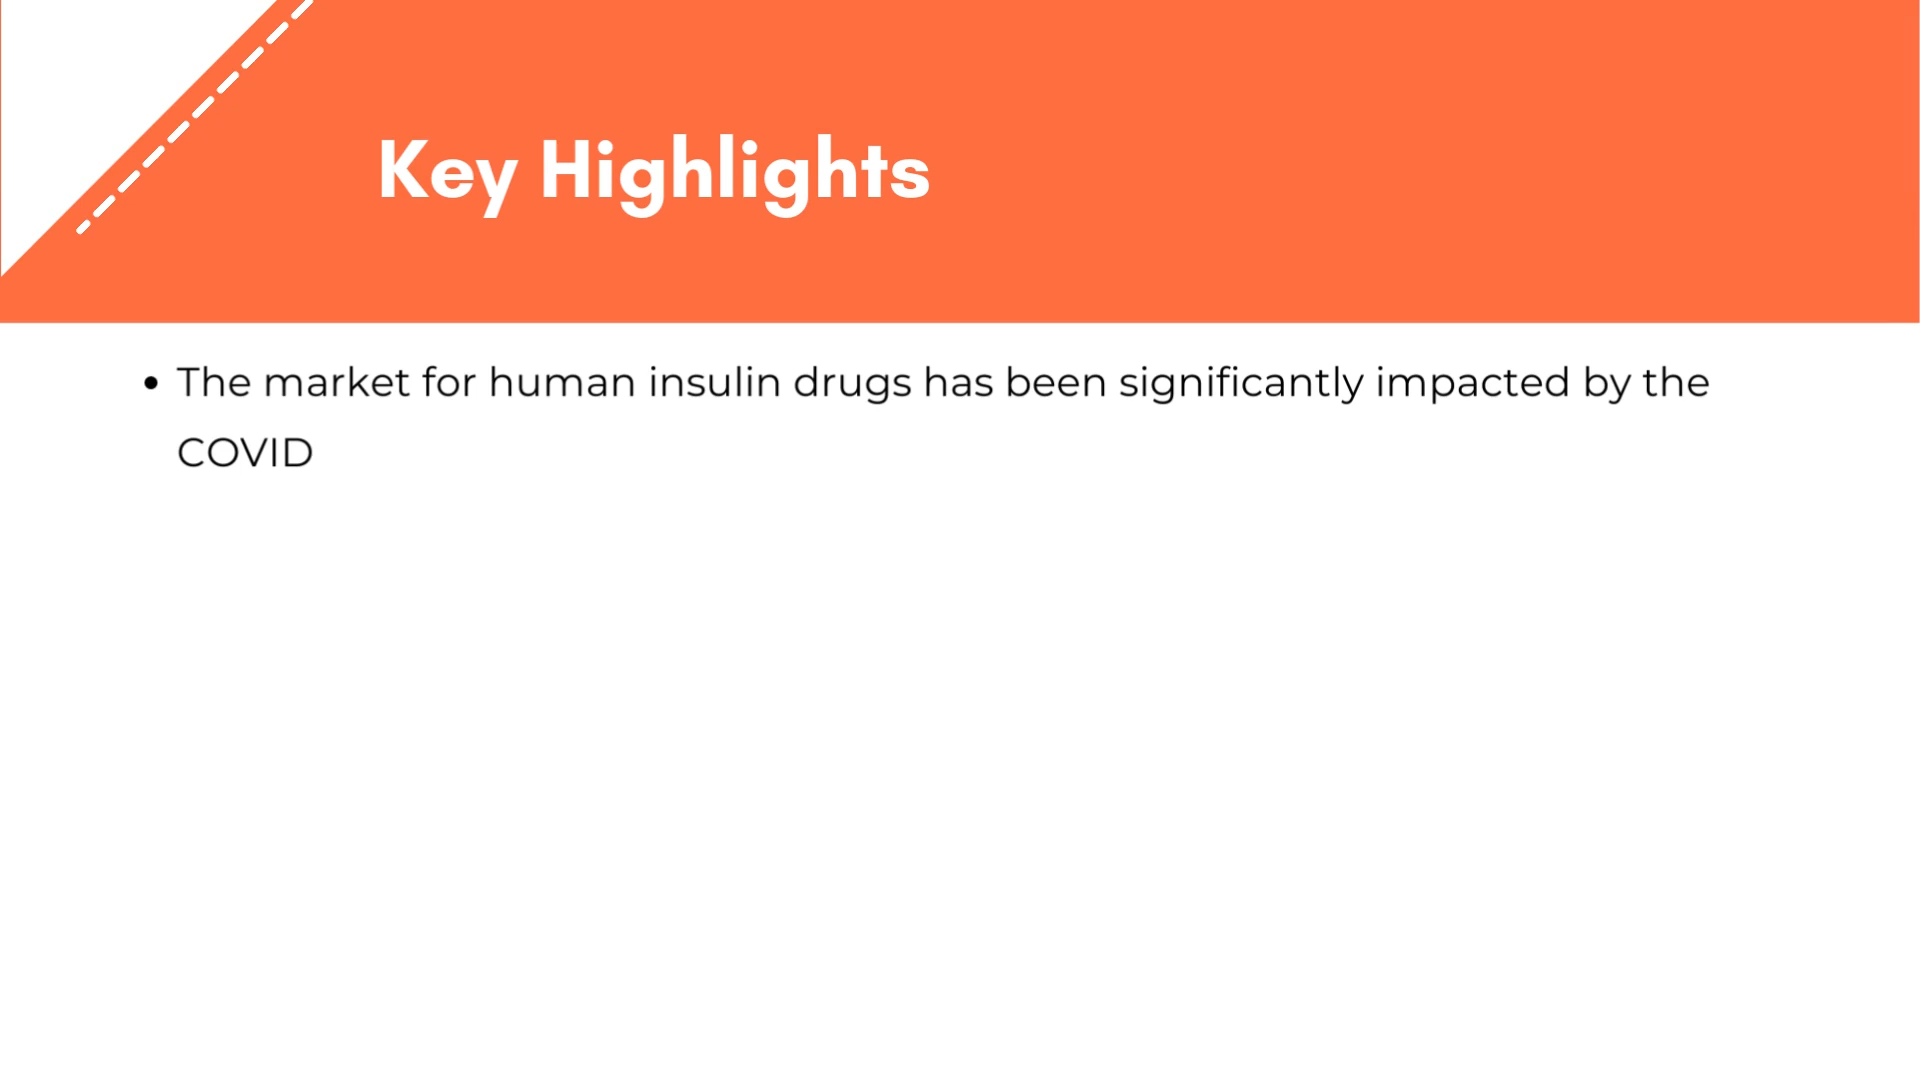 Key Highlights
• The market for human insulin drugs has been significantly impacted by the
COVID